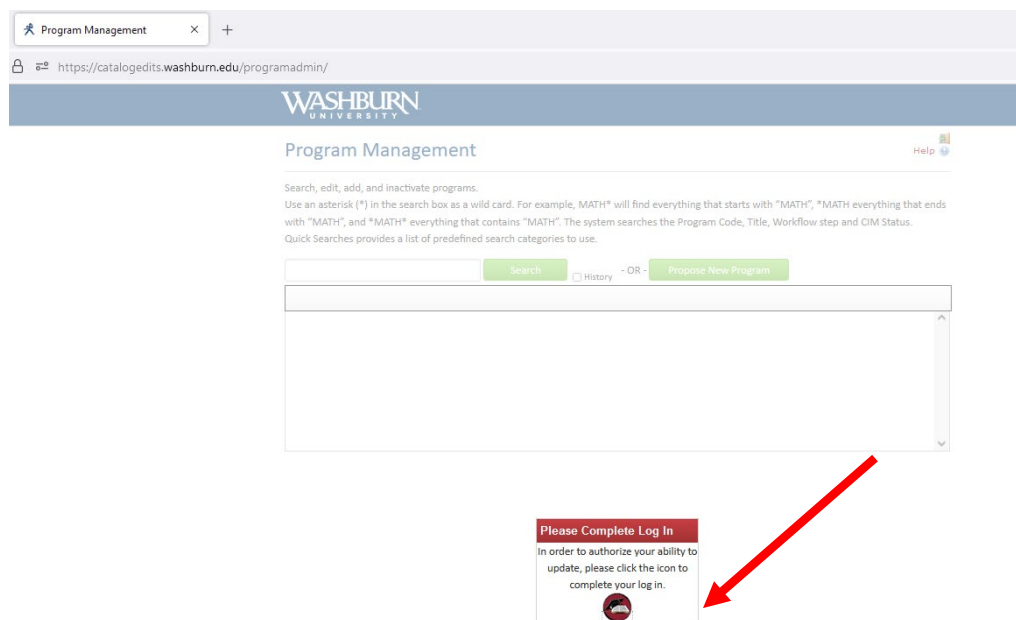 Program Management
https://catalogedits.washburn.edu/programadmin/
WASHBURN
UNIVERSITY
Program Management
Help
Search, edit, add, and inactivate programs.
Use an asterisk (*) in the search box as a wild card. For example, MATH* will find everything that starts with "MATH", *MATH everything that ends
with "MATH", and *MATH* everything that contains "MATH". The system searches the Program Code, Title, Workflow step and CIM Status.
Quick Searches provides a list of predefined search categories to use.
Search History - OR - Propose New Program
Please Complete Log In
In order to authorize your ability to
update, please click the icon to
complete your log in.